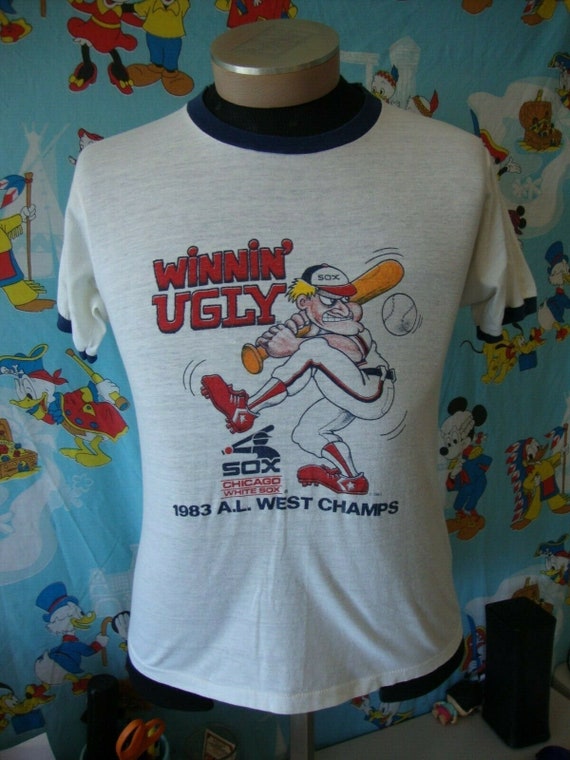 WiNNiN'
UGLY
SOX
SOX
CHICAGO
WHITE SOX
1983 A.L. WEST CHAMPS